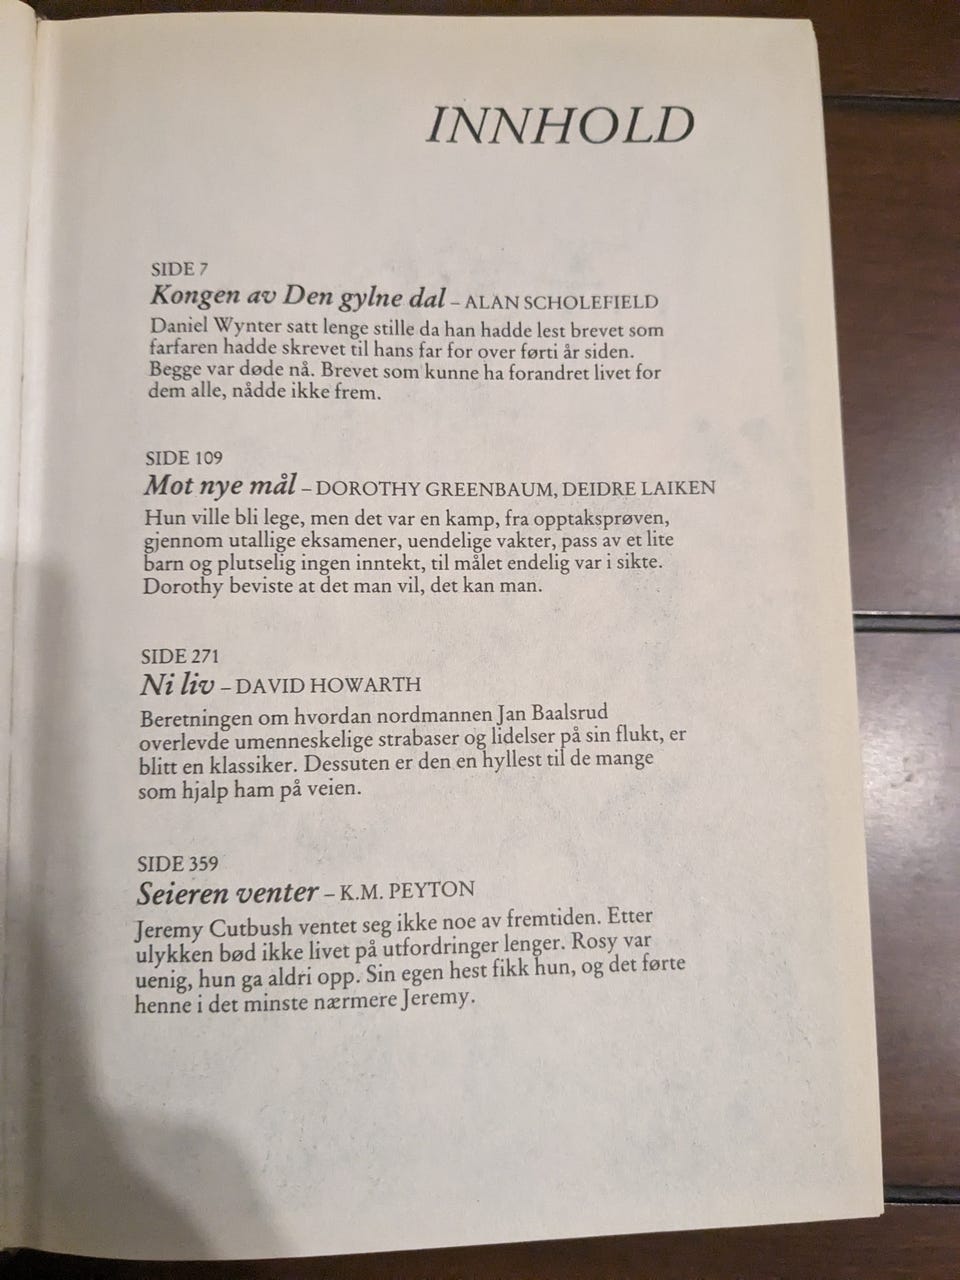 INNHOLD
SIDE 7
Kongen av Den gylne dal – ALAN SCHOLEFIELD
Daniel Wynter satt lenge stille da han hadde lest brevet som
farfaren hadde skrevet til hans far for over førti år siden.
Begge var døde nå. Brevet som kunne ha forandret livet for
dem alle, nådde ikke frem.
SIDE 109
Mot nye mål – DOROTHY GREENBAUM, DEIDRE LAIKEN
Hun ville bli lege, men det var en kamp, fra opptaksprøven,
gjennom utallige eksamener, uendelige vakter, pass av et lite
barn og plutselig ingen inntekt, til målet endelig var i sikte.
Dorothy beviste at det man vil, det kan man.
SIDE 271
Ni liv – DAVID HOWARTH
Beretningen om hvordan nordmannen Jan Baalsrud
overlevde umenneskelige strabaser og lidelser på sin flukt, er
blitt en klassiker. Dessuten er den en hyllest til de mange
som hjalp ham på veien.
SIDE 359
Seieren venter – K.M. PEYTON
Jeremy Cutbush ventet seg ikke noe av fremtiden. Etter
ulykken bød ikke livet på utfordringer lenger. Rosy var
uenig, hun ga aldri opp. Sin egen hest fikk hun, og det førte
henne i det minste nærmere Jeremy.